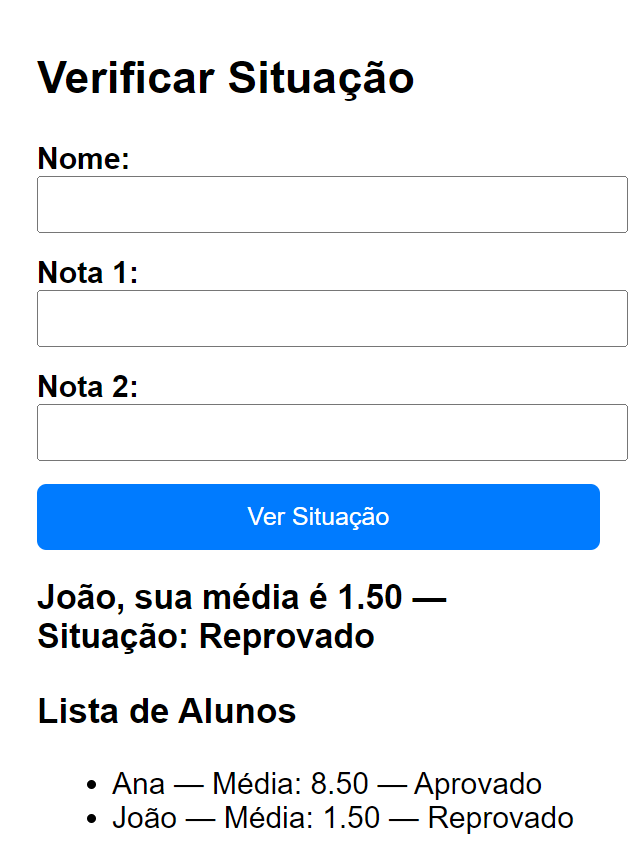 Verificar Situação
Nome:
Nota 1:
Nota 2:
Ver Situação
João, sua média é 1.50 —
Situação: Reprovado
Lista de Alunos
• Ana — Média: 8.50 — Aprovado
• João — Média: 1.50 — Reprovado